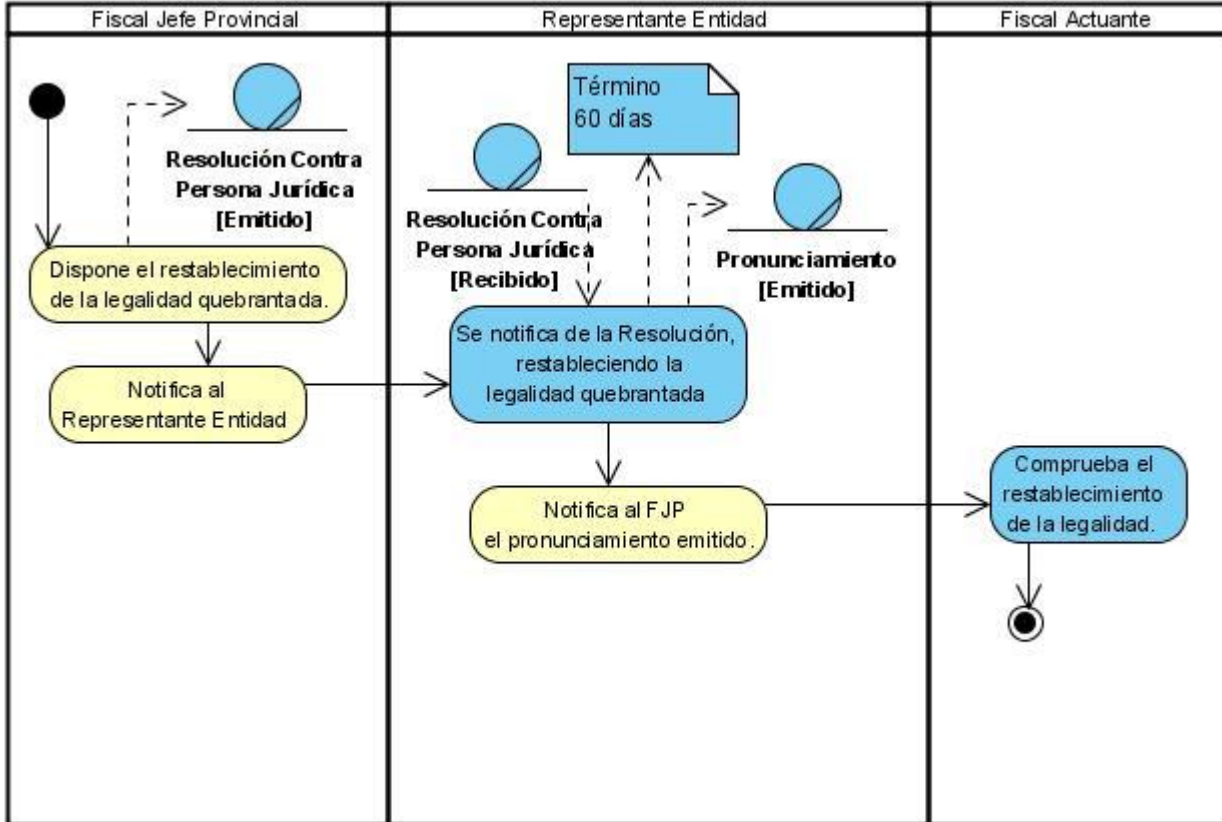 Fiscal Jefe Provincial
Representante Entidad
Fiscal Actuante
Resolución Contra
Persona Jurídica
[Emitido]
Dispone el restablecimiento
de la legalidad quebrantada.
Notifica al
Representante Entidad
Término
60 días
Resolución Contra
Persona Jurídica
[Recibido]
Pronunciamiento
[Emitido]
Se notifica de la Resolución,
restableciendo la
legalidad quebrantada
Notifica al FJP
el pronunciamiento emitido.
Comprueba el
restablecimiento
de la legalidad.